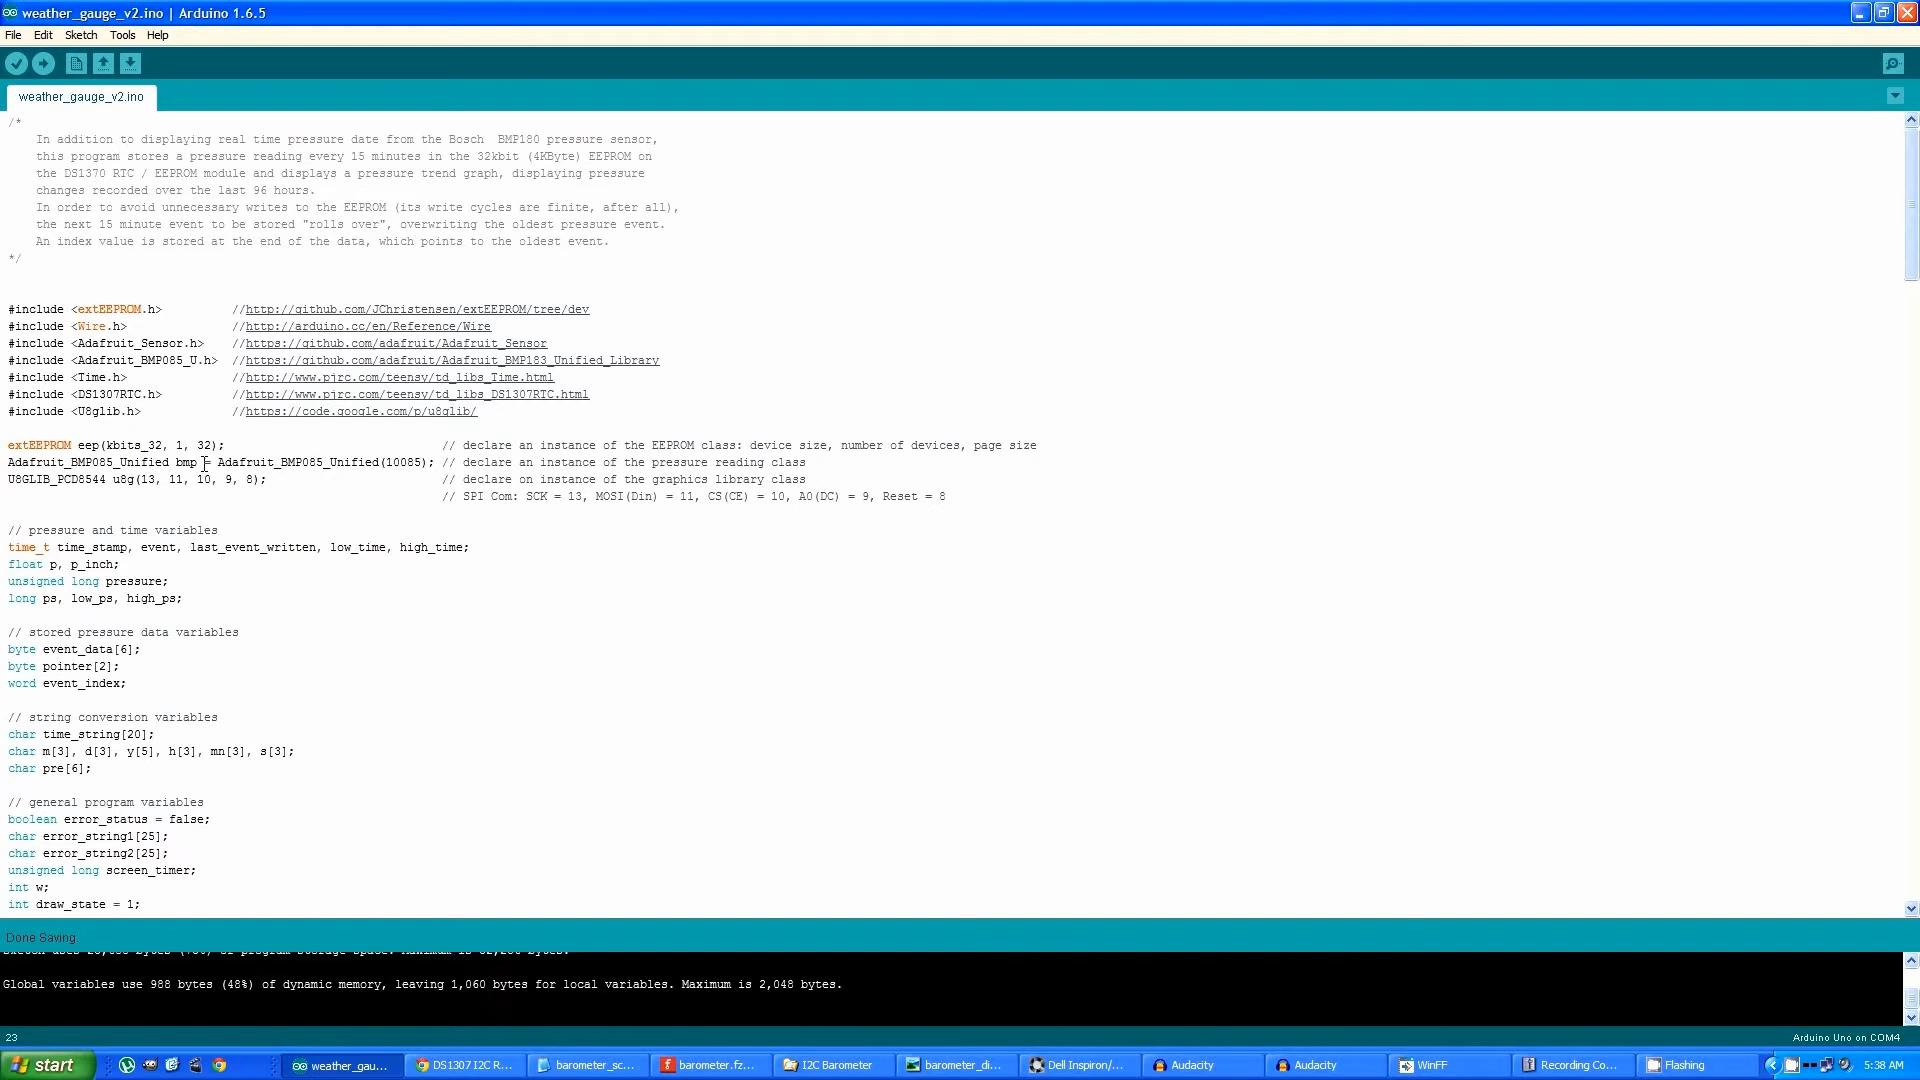 weather_gauge_v2.ino | Arduino 1.6.5
File Edit Sketch Tools Help
weather_gauge_v2.ino
/*
In addition to displaying real time pressure date from the Bosch  BMP180 pressure sensor,
this program stores a pressure reading every 15 minutes in the 32kbit (4KByte) EEPROM on
the DS1370 RTC / EEPROM module and displays a pressure trend graph, displaying pressure
changes recorded over the last 96 hours.
In order to avoid unnecessary writes to the EEPROM (its write cycles are finite, after all),
the next 15 minute event to be stored "rolls over", overwriting the oldest pressure event.
An index value is stored at the end of the data, which points to the oldest event.
*/
#include <extEEPROM.h> //http://github.com/JChristensen/extEEPROM/tree/dev
#include <Wire.h> //http://arduino.cc/en/Reference/Wire
#include <Adafruit_Sensor.h> //https://github.com/adafruit/Adafruit_Sensor
#include <Adafruit_BMP085_U.h> //https://github.com/adafruit/Adafruit_BMP183_Unified_Library
#include <Time.h> //http://www.pjrc.com/teensy/td_libs_Time.html
#include <DS1307RTC.h> //http://www.pjrc.com/teensy/td_libs_DS1307RTC.html
#include <U8glib.h> //https://code.google.com/p/u8glib/
extEEPROM eep(kbits_32, 1, 32); // declare an instance of the EEPROM class: device size, number of devices, page size
Adafruit_BMP085_Unified bmp = Adafruit_BMP085_Unified(10085); // declare an instance of the pressure reading class
U8GLIB_PCD8544 u8g(13, 11, 10, 9, 8); // declare on instance of the graphics library class
// SPI Com: SCK = 13, MOSI(Din) = 11, CS(CE) = 10, A0(DC) = 9, Reset = 8
// pressure and time variables
time_t time_stamp, event, last_event_written, low_time, high_time;
float p, p_inch;
unsigned long pressure;
long ps, low_ps, high_ps;
// stored pressure data variables
byte event_data[6];
byte pointer[2];
word event_index;
// string conversion variables
char time_string[20];
char m[3], d[3], y[5], h[3], mn[3], s[3];
char pre[6];
// general program variables
boolean error_status = false;
char error_string1[25];
char error_string2[25];
unsigned long screen_timer;
int w;
int draw_state = 1;
Done Saving.
Global variables use 988 bytes (48%) of dynamic memory, leaving 1,060 bytes for local variables. Maximum is 2,048 bytes.
23 Arduino Uno on COM4
start weather_gau... DS1307 I2C R... barometer_sc... barometer.fz... I2C Barometer barometer_di... Dell Inspiron/... Audacity Audacity WinFF Recording Co... Flashing 5:38 AM